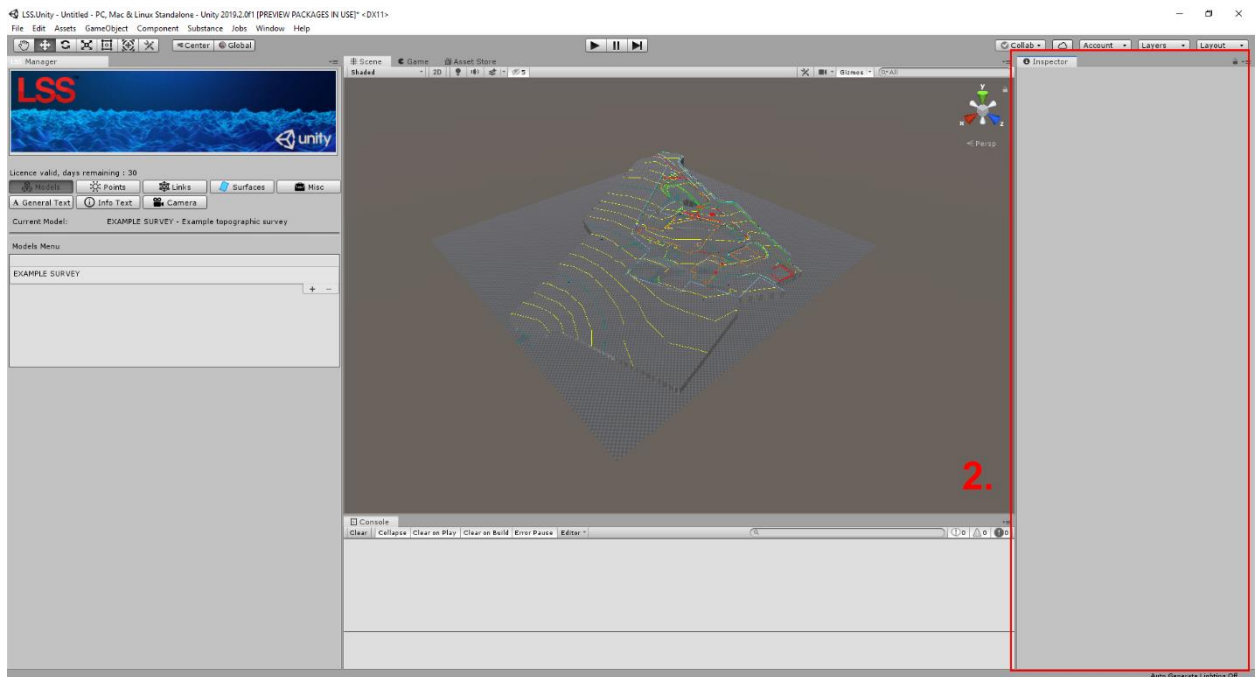 LSS.Unity - Untitled - PC, Mac & Linux Standalone - Unity 2019.2.0f1 [PREVIEW PACKAGES IN USE]* <DX11>
File Edit Assets GameObject Component Substance Jobs Window Help
Center Global
Collab Account Layers Layout
Manager
LSS
unity
Licence valid, days remaining : 30
Models Points Links Surfaces Misc
A General Text Info Text Camera
Current Model: EXAMPLE SURVEY - Example topographic survey
Models Menu
EXAMPLE SURVEY
+ -
Scene Game Asset Store
Shaded 2D 5 Gizmos All
y
x z
Persp
2.
Console
Clear Collapse Clear on Play Clear on Build Error Pause Editor
0 0 0
Inspector
Auto Generate Lighting Off